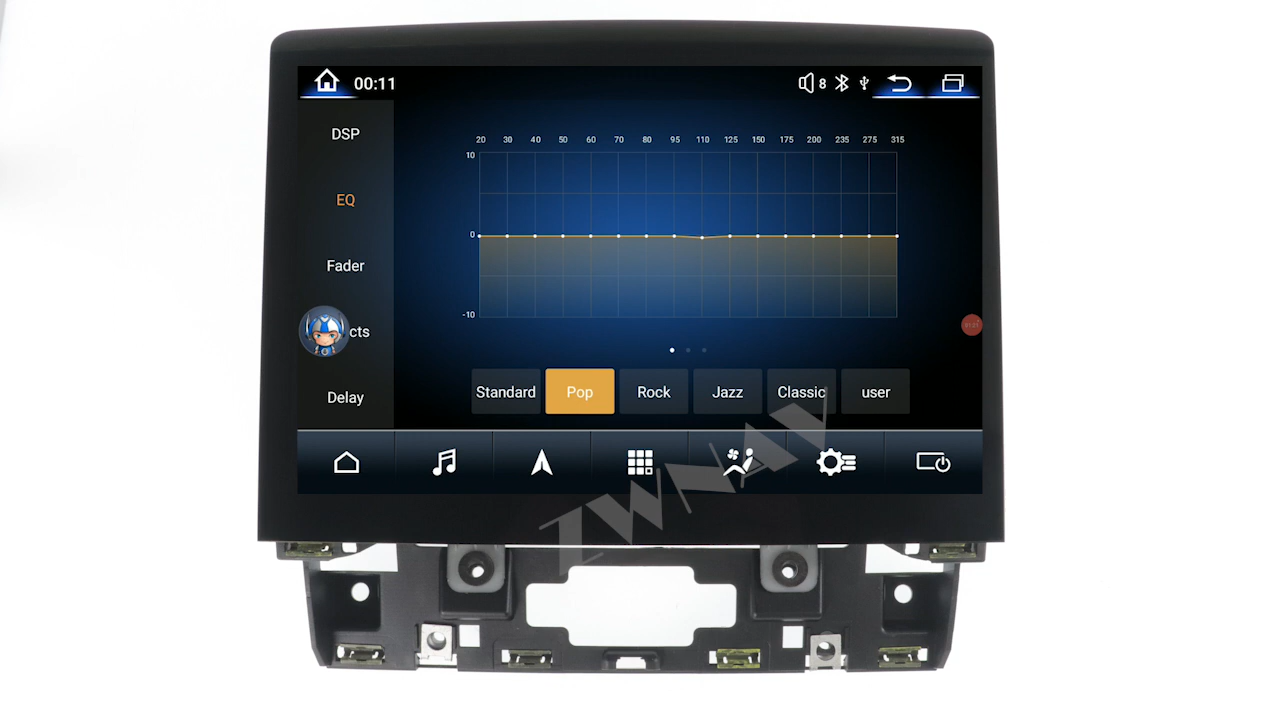 00:11
8
DSP
EQ
Fader
cts
Delay
20 30 40 50 60 70 80 95 110 125 150 175 200 235 275 315
10
0
-10
Standard Pop Rock Jazz Classic user
ZWNAV